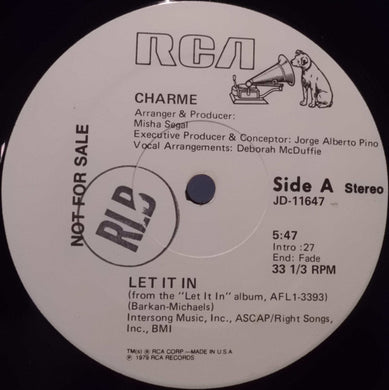 RCA
CHARME
Arranger & Producer:
Misha Segal
Executive Producer & Conceptor: Jorge Alberto Pino
Vocal Arrangements: Deborah McDuffie
NOT FOR SALE
RLB
Side A Stereo
JD-11647
5:47
Intro :27
End: Fade
33 1/3 RPM
LET IT IN
(from the "Let It In" album, AFL1-3393)
(Barkan-Michaels)
Intersong Music, Inc., ASCAP/Right Songs,
Inc., BMI
TM(s) ® RCA CORP.—MADE IN U.S.A.
℗ 1979 RCA RECORDS